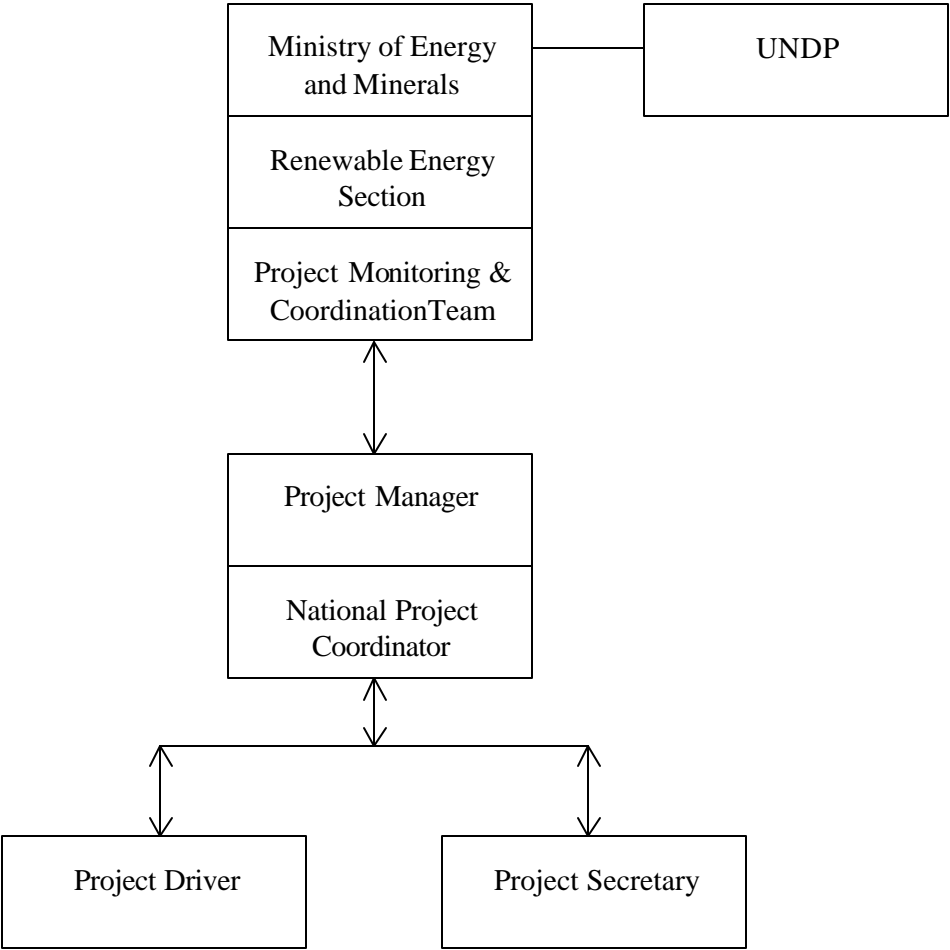 Ministry of Energy
and Minerals
UNDP
Renewable Energy
Section
Project Monitoring &
CoordinationTeam
Project Manager
National Project
Coordinator
Project Driver
Project Secretary